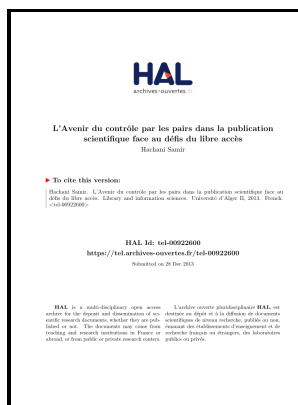 HAL
archives-ouvertes.fr
L'Avenir du contrôle par les pairs dans la publication
scientifique face au défis du libre accès
Hachani Samir
▶ To cite this version:
Hachani Samir. L'Avenir du contrôle par les pairs dans la publication scientifique face au
défis du libre accès. Library and information sciences. Université d'Alger II, 2013. French.
<tel-00922600>
HAL Id: tel-00922600
https://tel.archives-ouvertes.fr/tel-00922600
Submitted on 28 Dec 2013
HAL is a multi-disciplinary open access
archive for the deposit and dissemination of sci-
entific research documents, whether they are pub-
lished or not. The documents may come from
teaching and research institutions in France or
abroad, or from public or private research centers.
L'archive ouverte pluridisciplinaire HAL, est
destinée au dépôt et à la diffusion de documents
scientifiques de niveau recherche, publiés ou non,
émanant des établissements d'enseignement et de
recherche français ou étrangers, des laboratoires
publics ou privés.